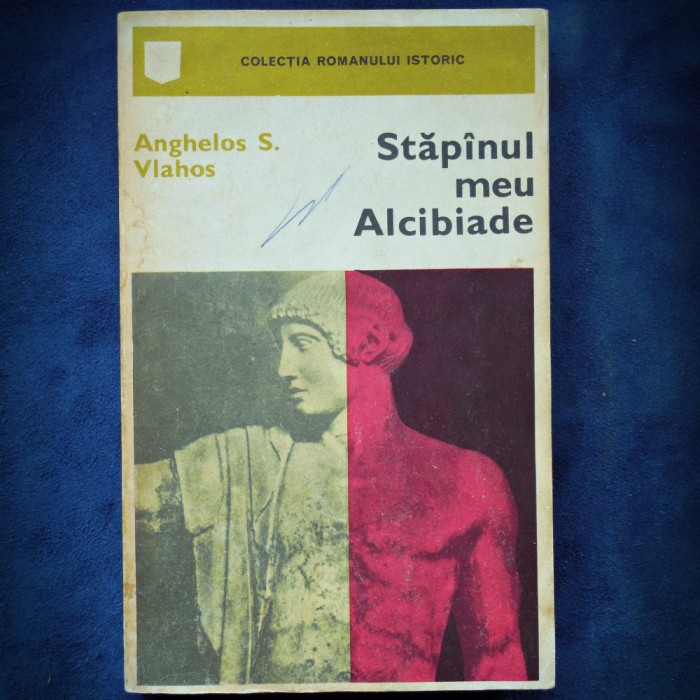 COLECȚIA ROMANULUI ISTORIC
Anghelos S.
Vlahos
Stăpînul
meu
Alcibiade